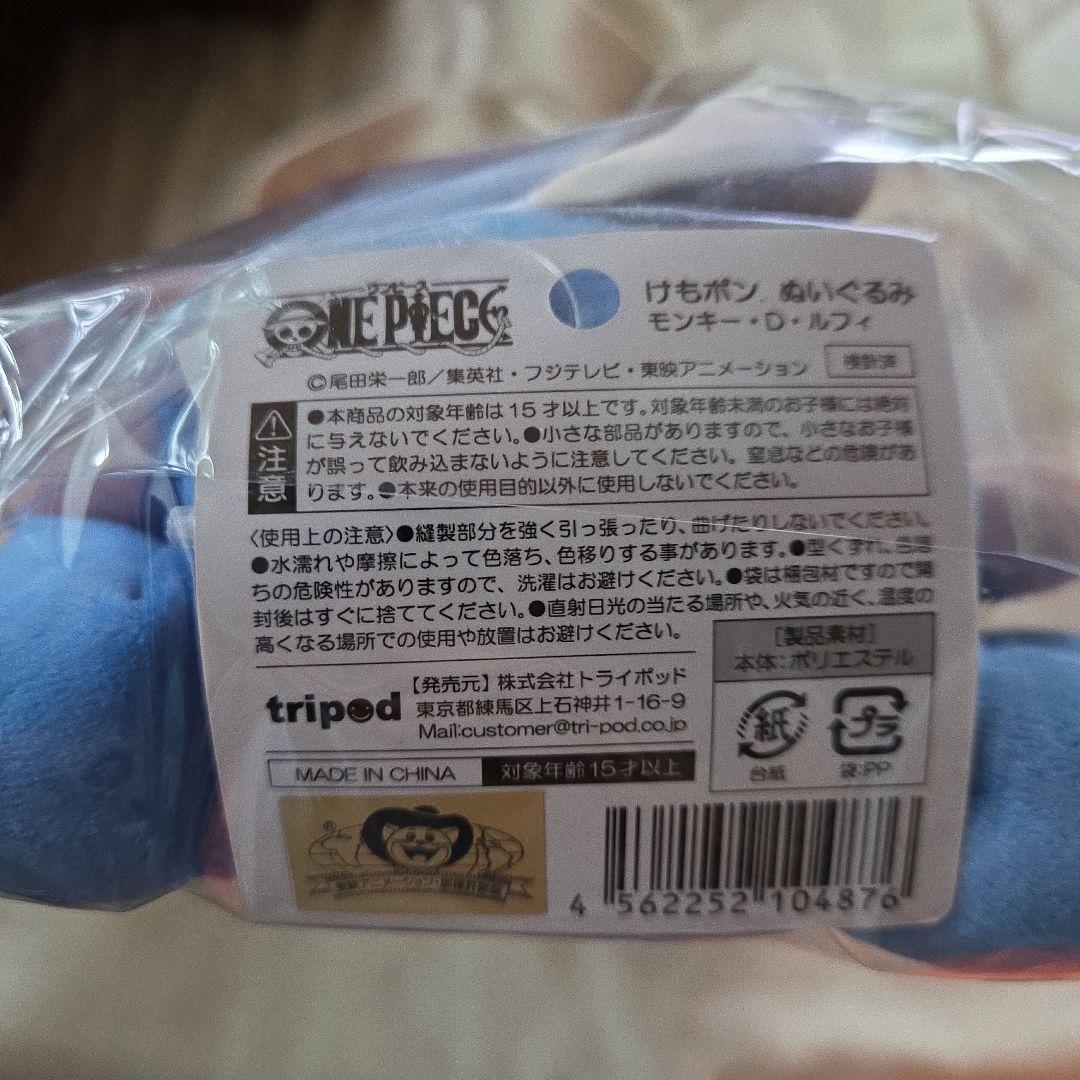 ワンピース
ONE PIECE
けもポン ぬいぐるみ
モンキー・D・ルフィ
©尾田栄一郎／集英社・フジテレビ・東映アニメーション
検針済
注意
●本商品の対象年齢は15才以上です。対象年齢未満のお子様には絶対
に与えないでください。●小さな部品がありますので、小さなお子様
が誤って飲み込まないように注意してください。窒息などの危険があ
ります。●本来の使用目的以外に使用しないでください。
〈使用上の注意〉●縫製部分を強く引っ張ったり、曲げたりしないでください。
●水濡れや摩擦によって色落ち、色移りする事があります。●型くずれ、色落
ちの危険性がありますので、洗濯はお避けください。●袋は梱包材ですので開
封後はすぐに捨ててください。●直射日光の当たる場所や、火気の近く、温度の
高くなる場所での使用や放置はお避けください。
［製品素材］
本体：ポリエステル
tripod
【発売元】株式会社トライポッド
東京都練馬区上石神井1-16-9
Mail:customer@tri-pod.co.jp
紙
台紙
プラ
袋:PP
MADE IN CHINA
対象年齢15才以上
®
東映アニメーション・
4 562252 104876